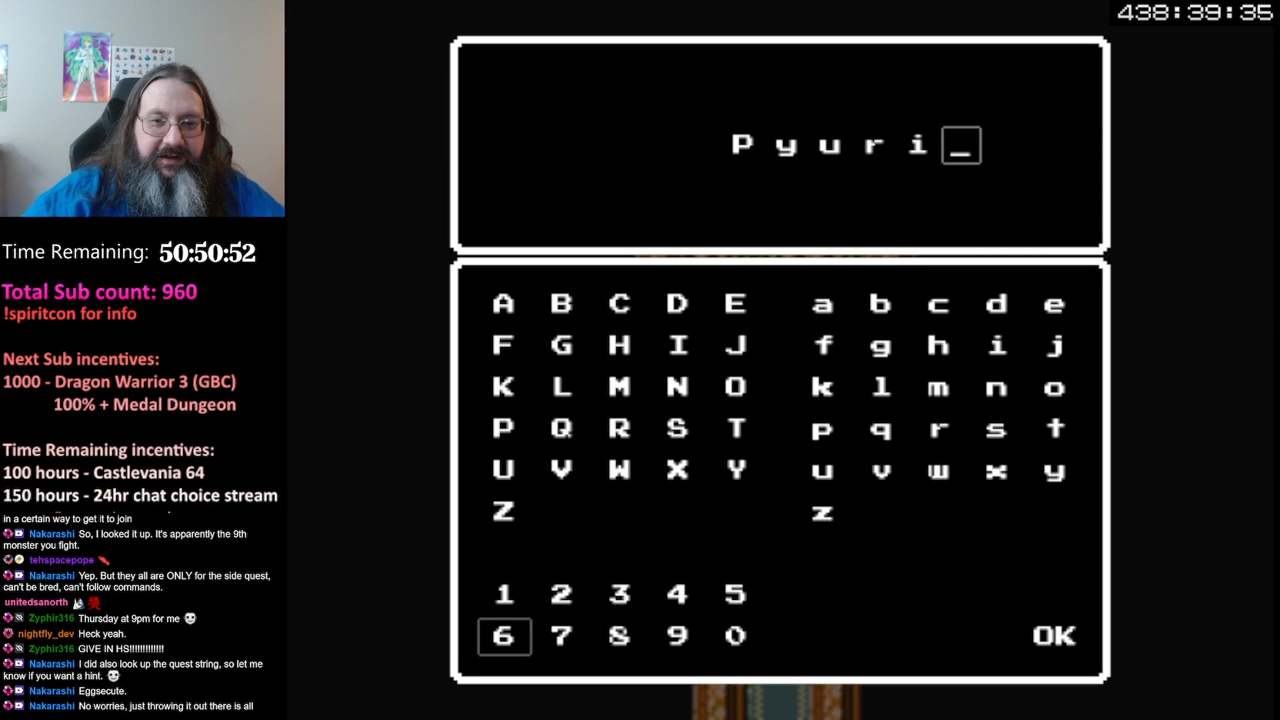 438:39:35
P y u r i _
Time Remaining: 50:50:52
Total Sub count: 960
!spiritcon for info
Next Sub incentives:
1000 - Dragon Warrior 3 (GBC)
100% + Medal Dungeon
Time Remaining incentives:
100 hours - Castlevania 64
150 hours - 24hr chat choice stream
in a certain way to get it to join
Nakarashi So, I looked it up. It's apparently the 9th
monster you fight.
tehspacepope
Nakarashi Yep. But they all are ONLY for the side quest,
can't be bred, can't follow commands.
unitedsanorth
Zyphir316 Thursday at 9pm for me
nightfly_dev Heck yeah.
Zyphir316 GIVE IN HS!!!!!!!!!!!!!
Nakarashi I did also look up the quest string, so let me
know if you want a hint.
Nakarashi Eggsecute.
Nakarashi No worries, just throwing it out there is all
A B C D E a b c d e
F G H I J f g h i j
K L M N O k l m n o
P Q R S T p q r s t
U V W X Y u v w x y
Z z
1 2 3 4 5
6 7 8 9 0 OK